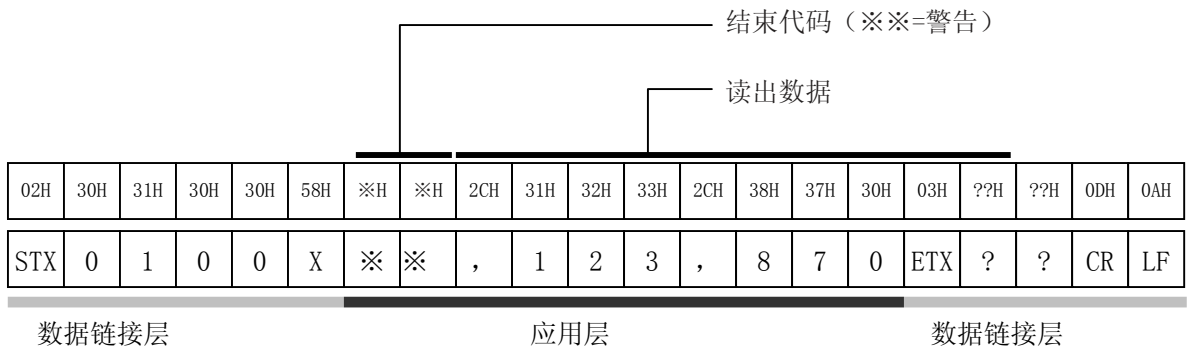 结束代码（※※=警告）
读出数据
02H 30H 31H 30H 30H 58H ※H ※H 2CH 31H 32H 33H 2CH 38H 37H 30H 03H ??H ??H 0DH 0AH
STX 0 1 0 0 X ※ ※ , 1 2 3 , 8 7 0 ETX ? ? CR LF
数据链接层 应用层 数据链接层